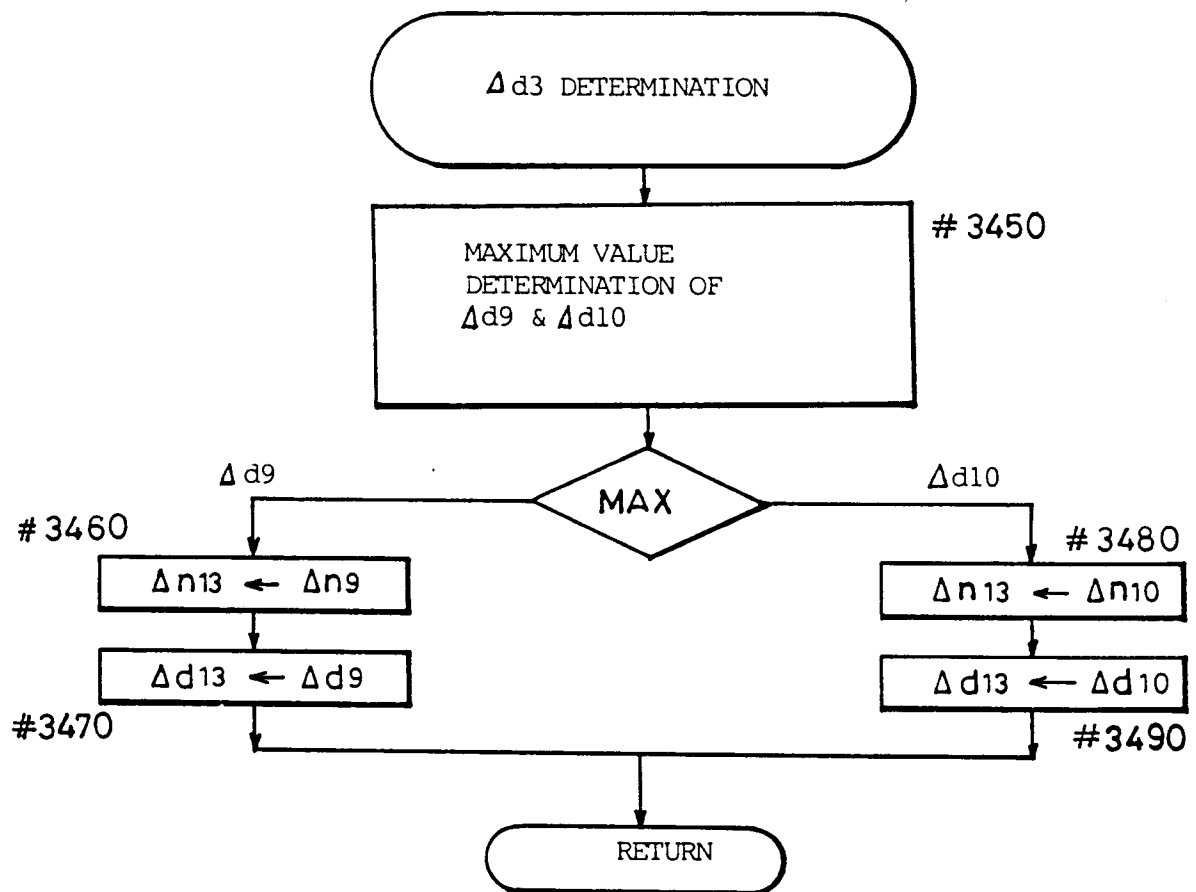 Δd3 DETERMINATION
#3450
MAXIMUM VALUE
DETERMINATION OF
Δd9 & Δd10
Δd9
MAX
Δd10
#3460
Δn13 ← Δn9
Δd13 ← Δd9
#3470
#3480
Δn13 ← Δn10
Δd13 ← Δd10
#3490
RETURN